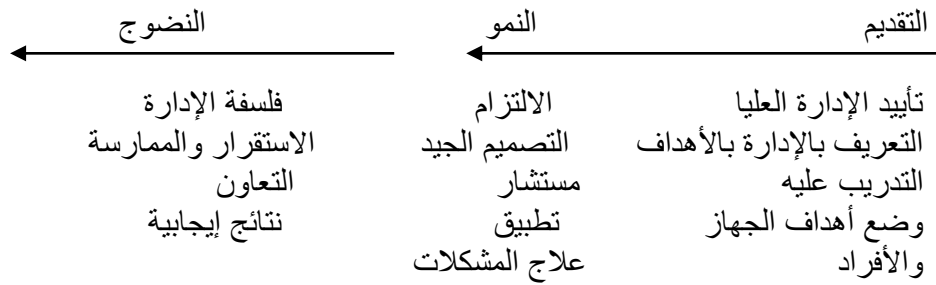 التقديم
النمو
النضوج
تأييد الإدارة العليا
التعريف بالإدارة بالأهداف
التدريب عليه
وضع أهداف الجهاز
والأفراد
الالتزام
التصميم الجيد
مستشار
تطبيق
علاج المشكلات
فلسفة الإدارة
الاستقرار والممارسة
التعاون
نتائج إيجابية